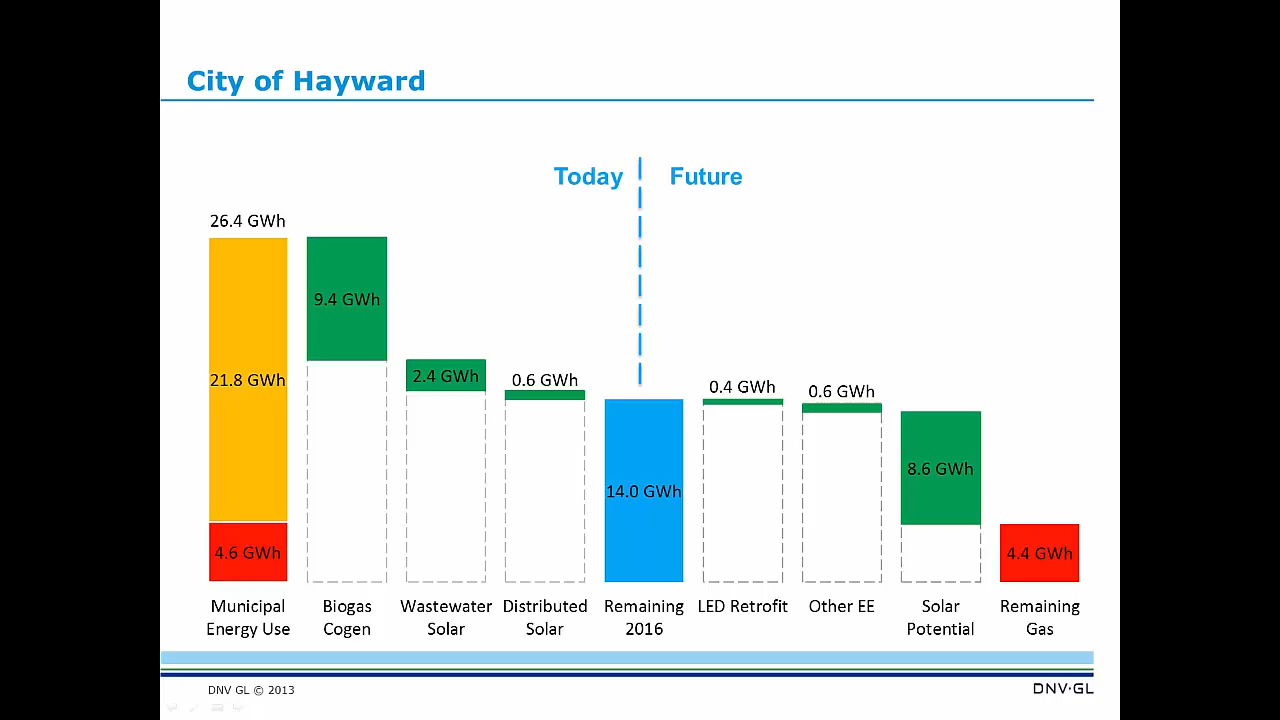 City of Hayward
Today
Future
26.4 GWh
21.8 GWh
4.6 GWh
9.4 GWh
2.4 GWh
0.6 GWh
14.0 GWh
0.4 GWh
0.6 GWh
8.6 GWh
4.4 GWh
Municipal
Energy Use
Biogas
Cogen
Wastewater
Solar
Distributed
Solar
Remaining
2016
LED Retrofit
Other EE
Solar
Potential
Remaining
Gas
DNV GL © 2013
DNV·GL